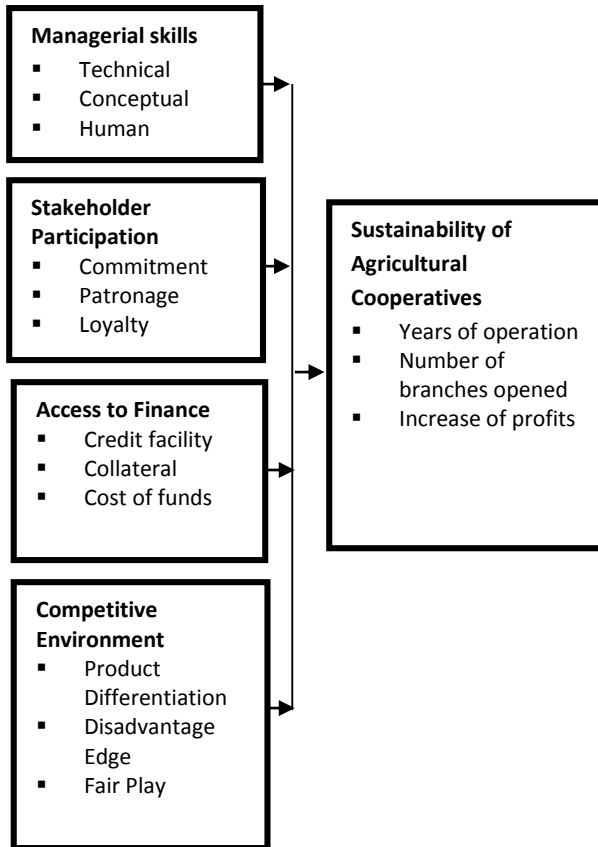 Managerial skills
▪ Technical
▪ Conceptual
▪ Human
Stakeholder
Participation
▪ Commitment
▪ Patronage
▪ Loyalty
Access to Finance
▪ Credit facility
▪ Collateral
▪ Cost of funds
Competitive
Environment
▪ Product
Differentiation
▪ Disadvantage
Edge
▪ Fair Play
Sustainability of
Agricultural
Cooperatives
▪ Years of operation
▪ Number of
branches opened
▪ Increase of profits